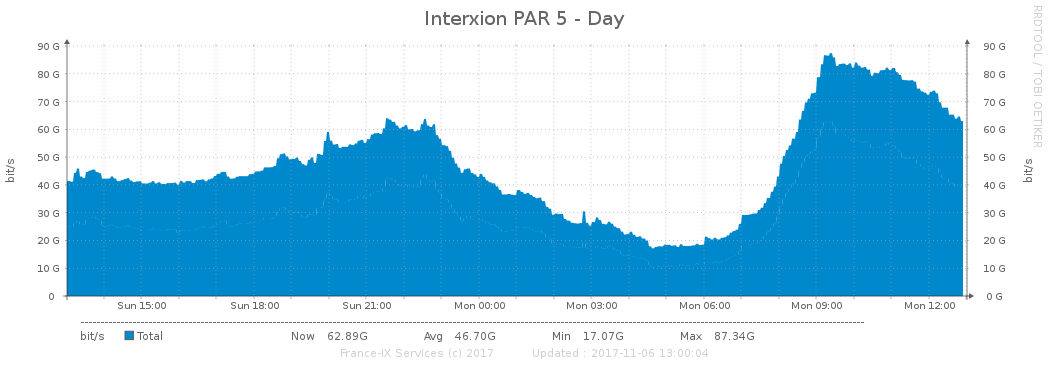 Interxion PAR 5 - Day
RRDTOOL / TOBI OETIKER
bit/s
90 G 90 G
80 G 80 G
70 G 70 G
60 G 60 G
50 G 50 G
40 G 40 G
30 G 30 G
20 G 20 G
10 G 10 G
0 0 G
bit/s
Sun 15:00 Sun 18:00 Sun 21:00 Mon 00:00 Mon 03:00 Mon 06:00 Mon 09:00 Mon 12:00
bit/s Total Now 62.89G Avg 46.70G Min 17.07G Max 87.34G
France-IX Services (c) 2017 Updated : 2017-11-06 13:00:04